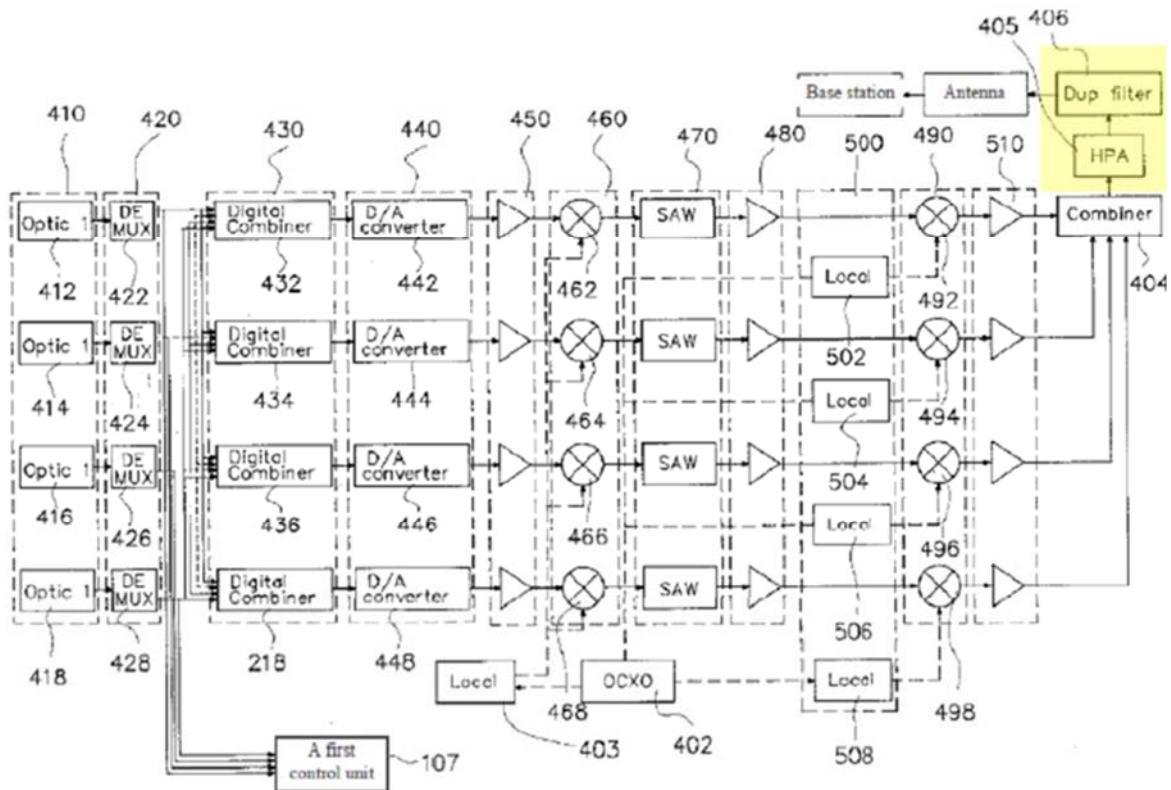 406
405
Base station
Antenna
Dup filter
410
420
430
440
450
460
470
480
500
490
510
HPA
Optic 1
DE
MUX
Digital
Combiner
D/A
converter
SAW
Combiner
412
422
432
442
462
Local
492
404
502
Optic 1
DE
MUX
Digital
Combiner
D/A
converter
SAW
414
424
434
444
464
Local
494
504
Optic 1
DE
MUX
Digital
Combiner
D/A
converter
SAW
416
426
436
446
466
Local
496
506
Optic 1
DE
MUX
Digital
Combiner
D/A
converter
SAW
418
428
218
448
468
Local
OCXO
Local
498
403
402
508
A first
control unit
107